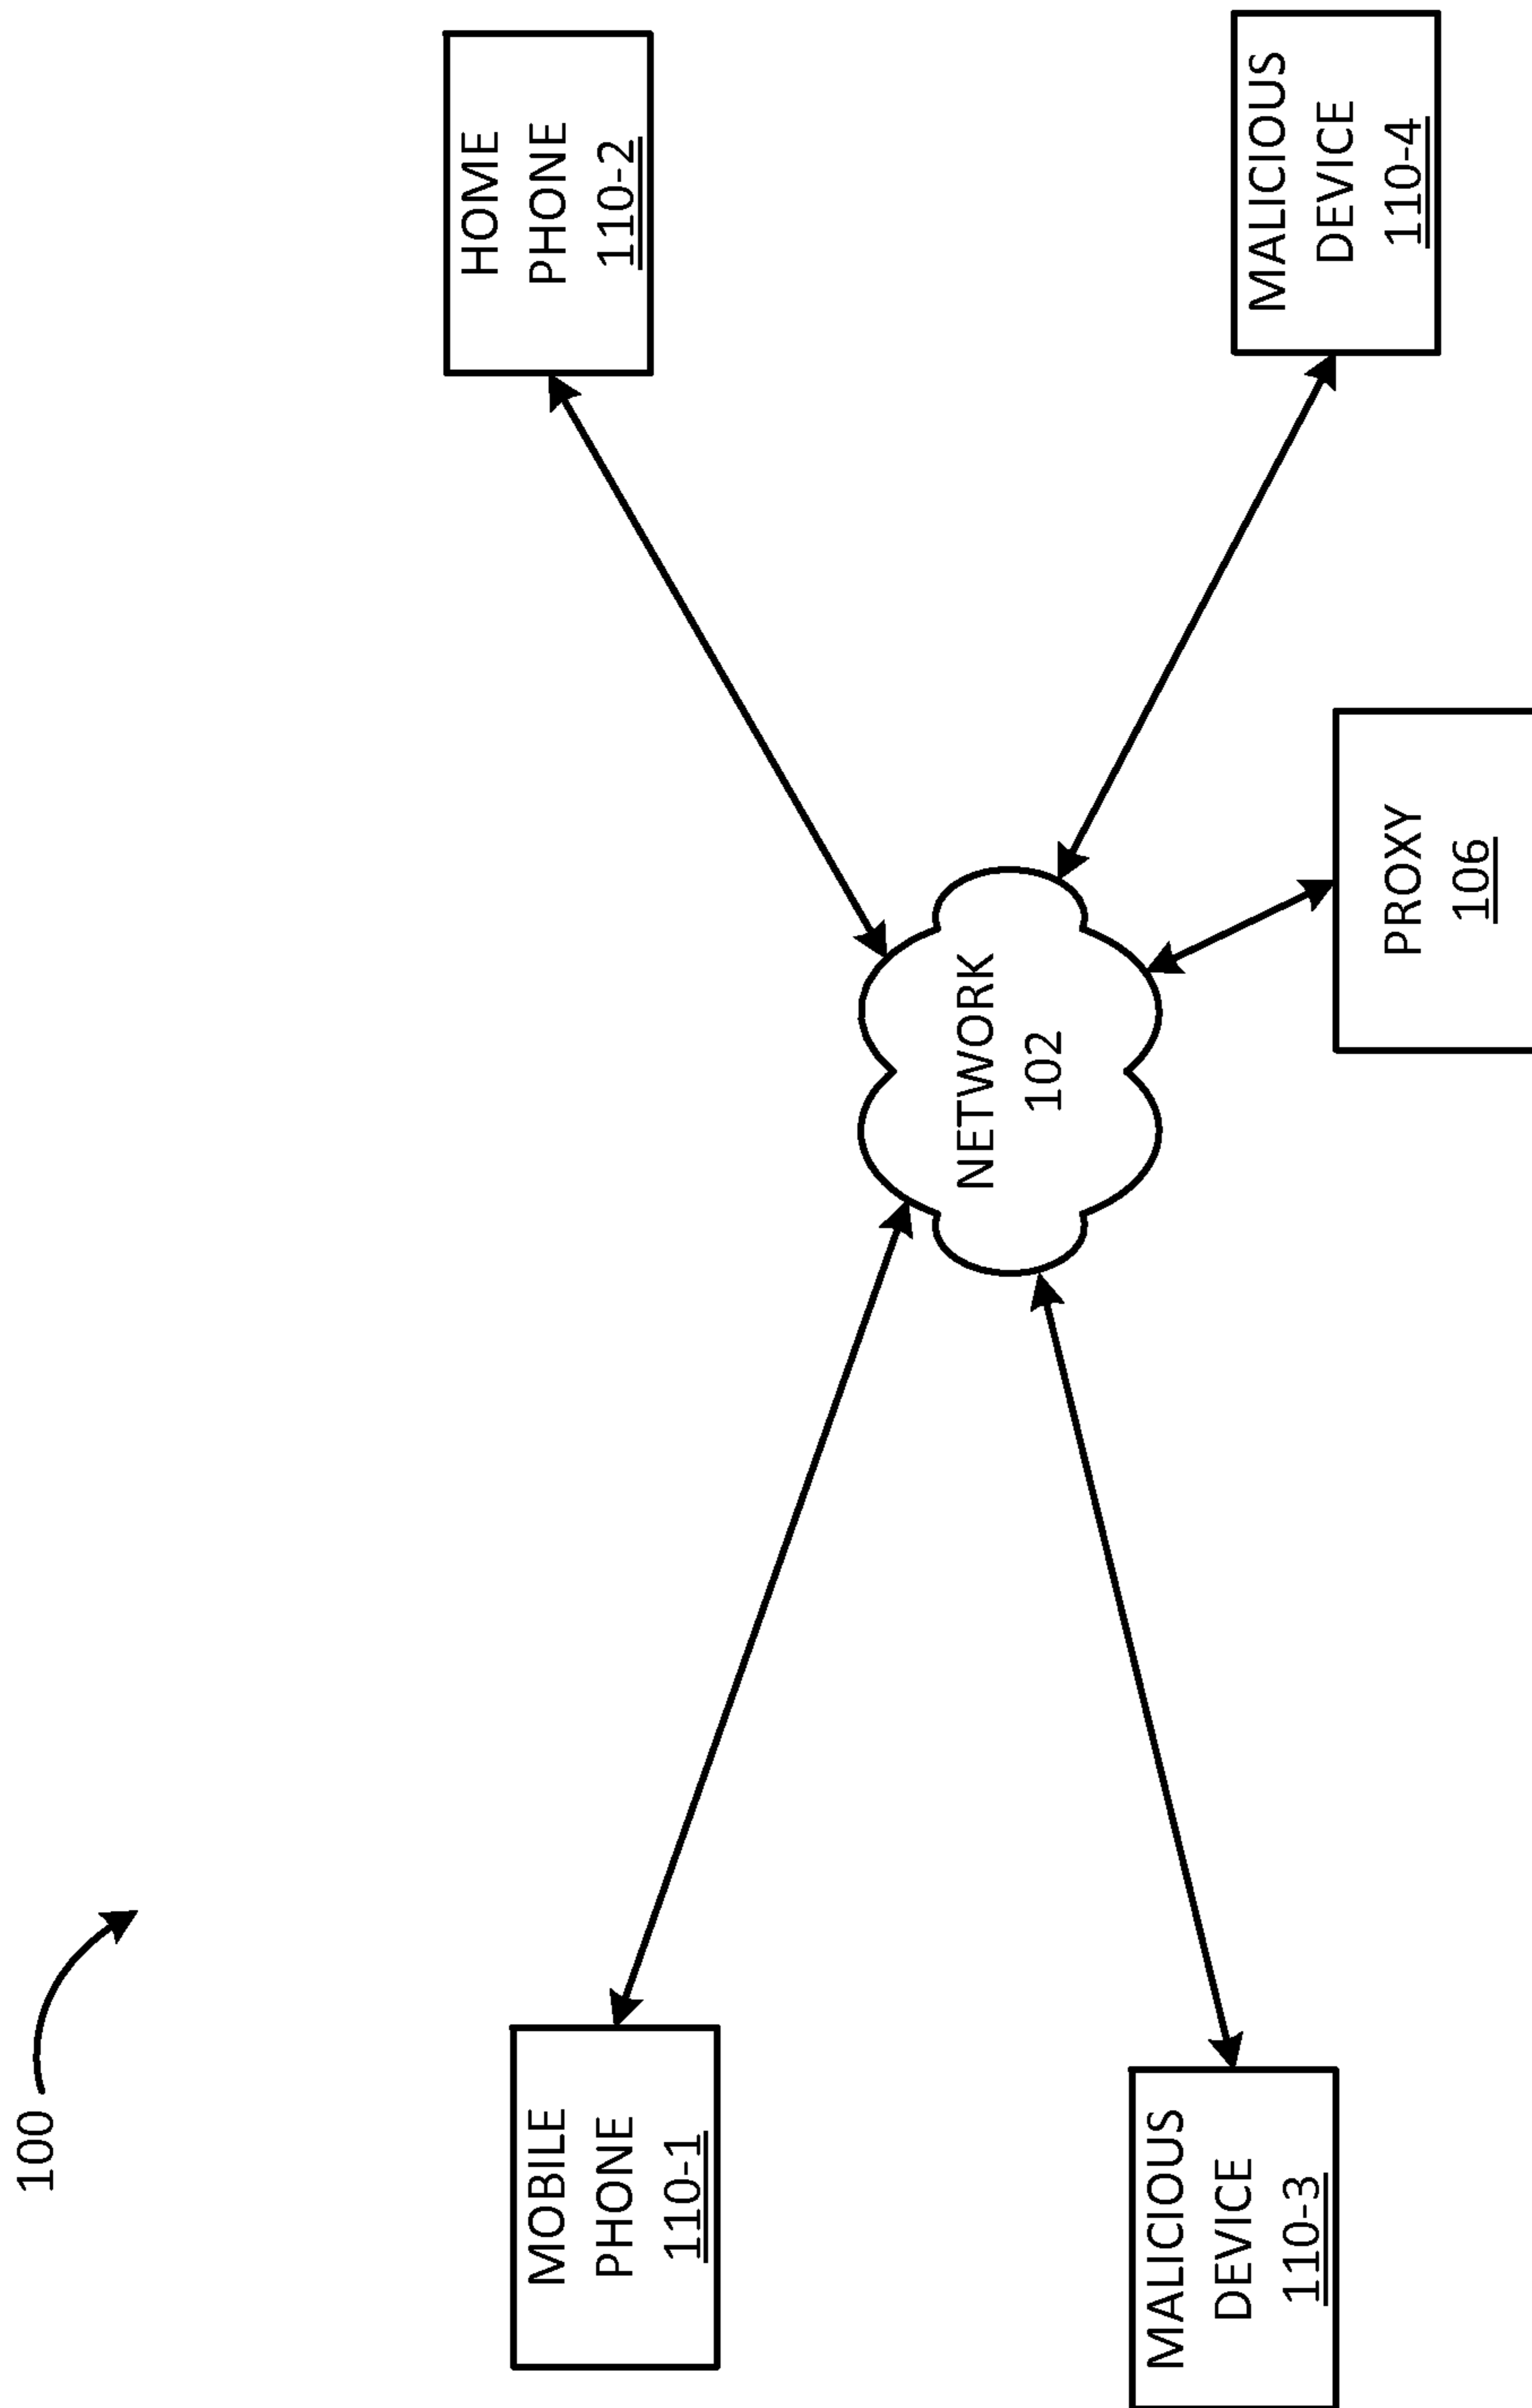 100
MOBILE
PHONE
110-1
HOME
PHONE
110-2
NETWORK
102
MALICIOUS
DEVICE
110-3
MALICIOUS
DEVICE
110-4
PROXY
106